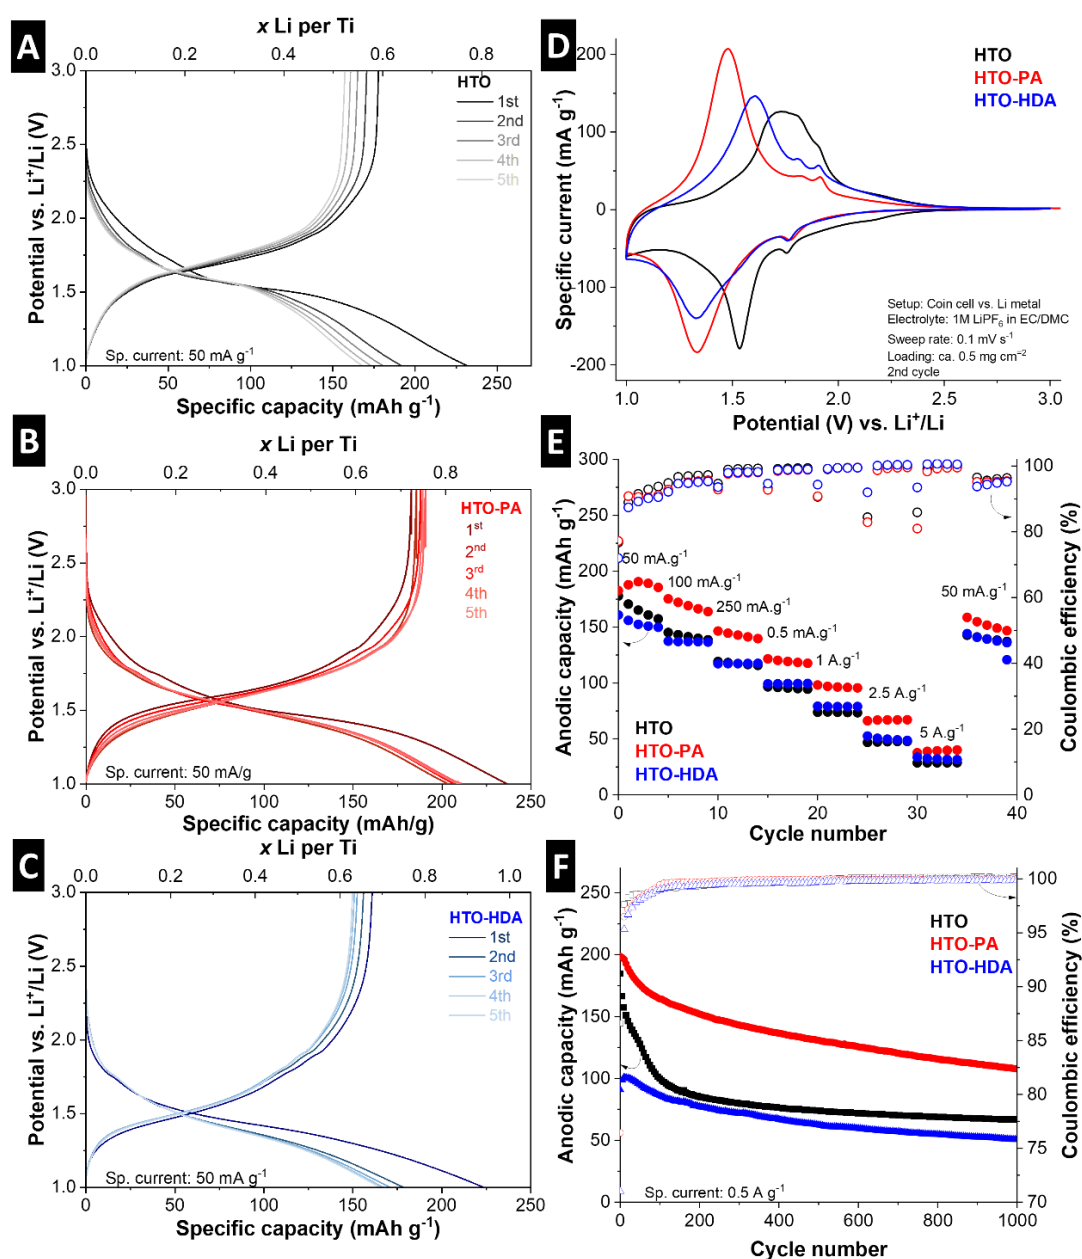 A
x Li per Ti
0.0 0.2 0.4 0.6 0.8
3.0
2.5
2.0
1.5
1.0
Potential vs. Li⁺/Li (V)
HTO
1st
2nd
3rd
4th
5th
Sp. current: 50 mA g⁻¹
0 50 100 150 200 250
Specific capacity (mAh g⁻¹)
B
x Li per Ti
0.0 0.2 0.4 0.6 0.8
3.0
2.5
2.0
1.5
1.0
Potential vs. Li⁺/Li (V)
HTO-PA
1ˢᵗ
2ⁿᵈ
3ʳᵈ
4th
5th
Sp. current: 50 mA/g
0 50 100 150 200 250
Specific capacity (mAh/g)
C
x Li per Ti
0.0 0.2 0.4 0.6 0.8 1.0
3.0
2.5
2.0
1.5
1.0
Potential vs. Li⁺/Li (V)
HTO-HDA
1st
2nd
3rd
4th
5th
Sp. current: 50 mA g⁻¹
0 50 100 150 200 250
Specific capacity (mAh g⁻¹)
D
200
100
0
100
-200
Specific current (mA g⁻¹)
HTO
HTO-PA
HTO-HDA
Setup: Coin cell vs. Li metal
Electrolyte: 1M LiPF₆ in EC/DMC
Sweep rate: 0.1 mV s⁻¹
Loading: ca. 0.5 mg cm⁼²
2nd cycle
1.0 1.5 2.0 2.5 3.0
Potential (V) vs. Li⁺/Li
E
300
250
200
150
100
50
0
Anodic capacity (mAh g⁻¹)
50 mA.g⁻¹
100 mA.g⁻¹
250 mA.g⁻¹
0.5 mA.g⁻¹
1 A.g⁻¹
2.5 A.g⁻¹
5 A.g⁻¹
50 mA.g⁻¹
HTO
HTO-PA
HTO-HDA
100
80
60
40
20
0
Coulombic efficiency (%)
0 10 20 30 40
Cycle number
F
250
200
150
100
50
0
Anodic capacity (mAh g⁻¹)
HTO
HTO-PA
HTO-HDA
Sp. current: 0.5 A g⁻¹
100
95
90
85
80
75
70
Coulombic efficiency (%)
0 200 400 600 800 1000
Cycle number